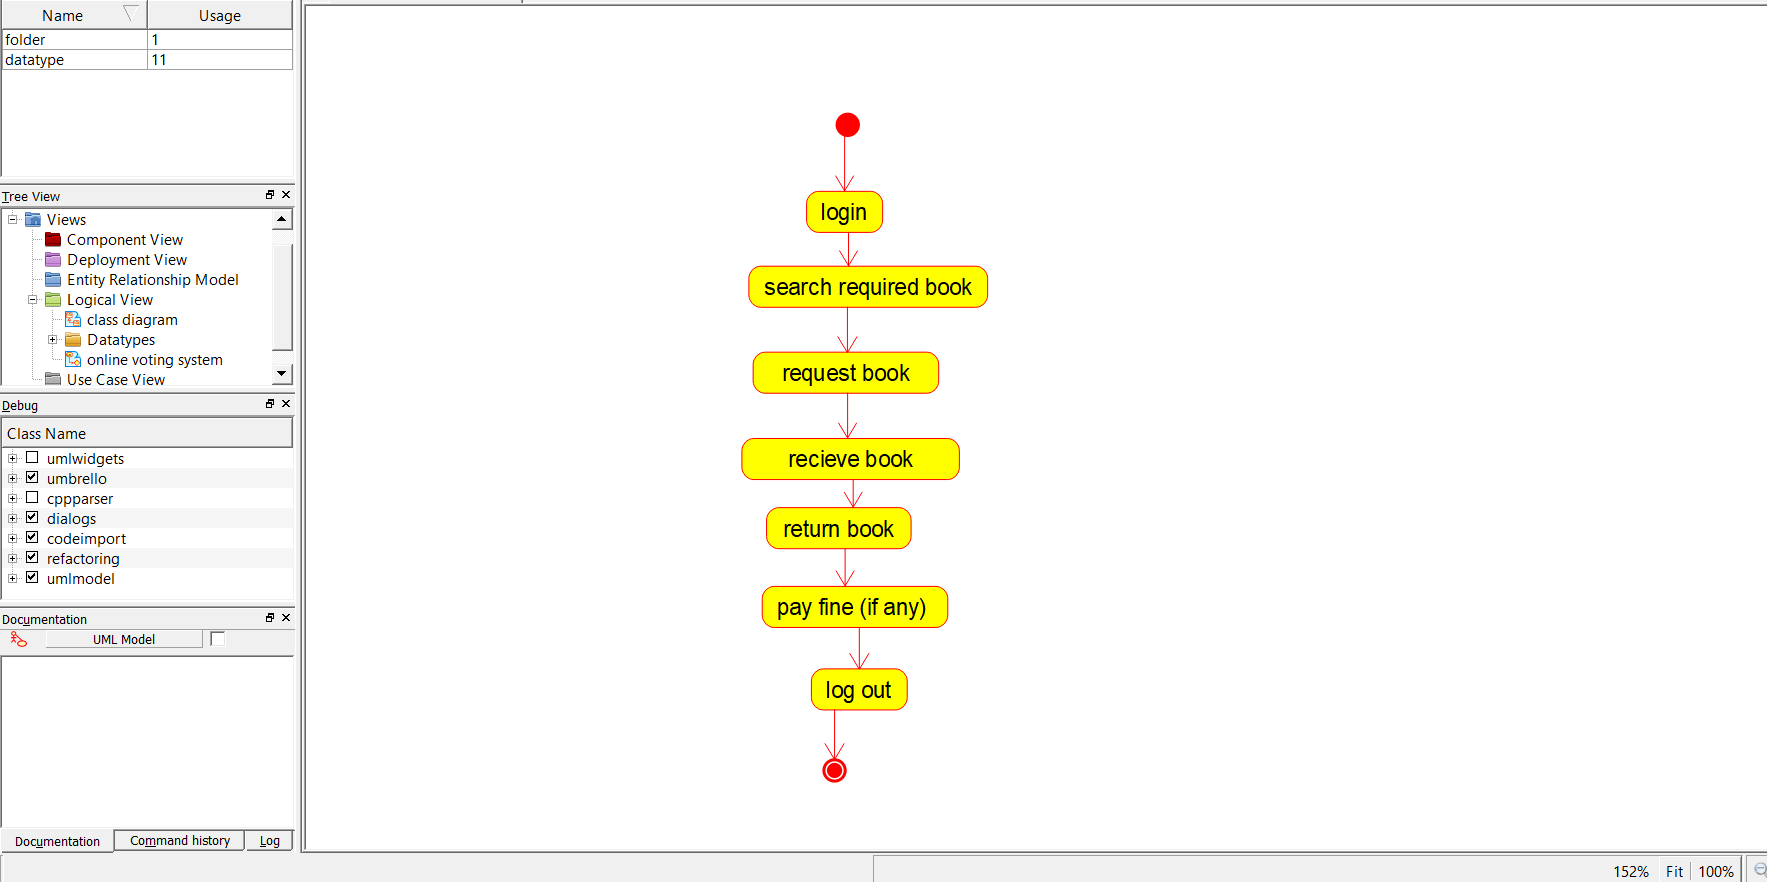 Name Usage
folder 1
datatype 11
Tree View
Views
Component View
Deployment View
Entity Relationship Model
Logical View
class diagram
Datatypes
online voting system
Use Case View
Debug
Class Name
umlwidgets
umbrello
cppparser
dialogs
codeimport
refactoring
umlmodel
Documentation
UML Model
Documentation Command history Log
login
search required book
request book
recieve book
return book
pay fine (if any)
log out
152% Fit 100%